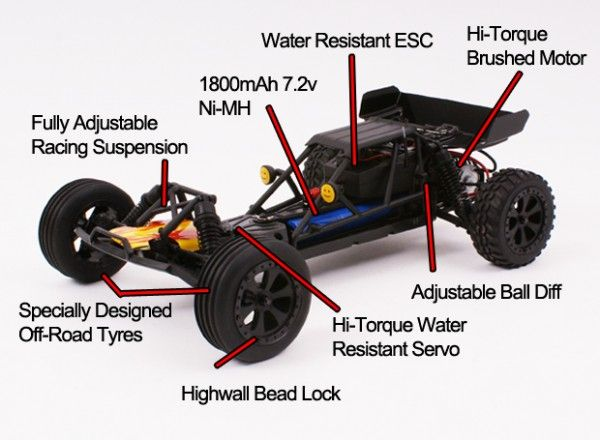 Water Resistant ESC
Hi-Torque
Brushed Motor
1800mAh 7.2v
Ni-MH
Fully Adjustable
Racing Suspension
Adjustable Ball Diff
Specially Designed
Off-Road Tyres
Hi-Torque Water
Resistant Servo
Highwall Bead Lock